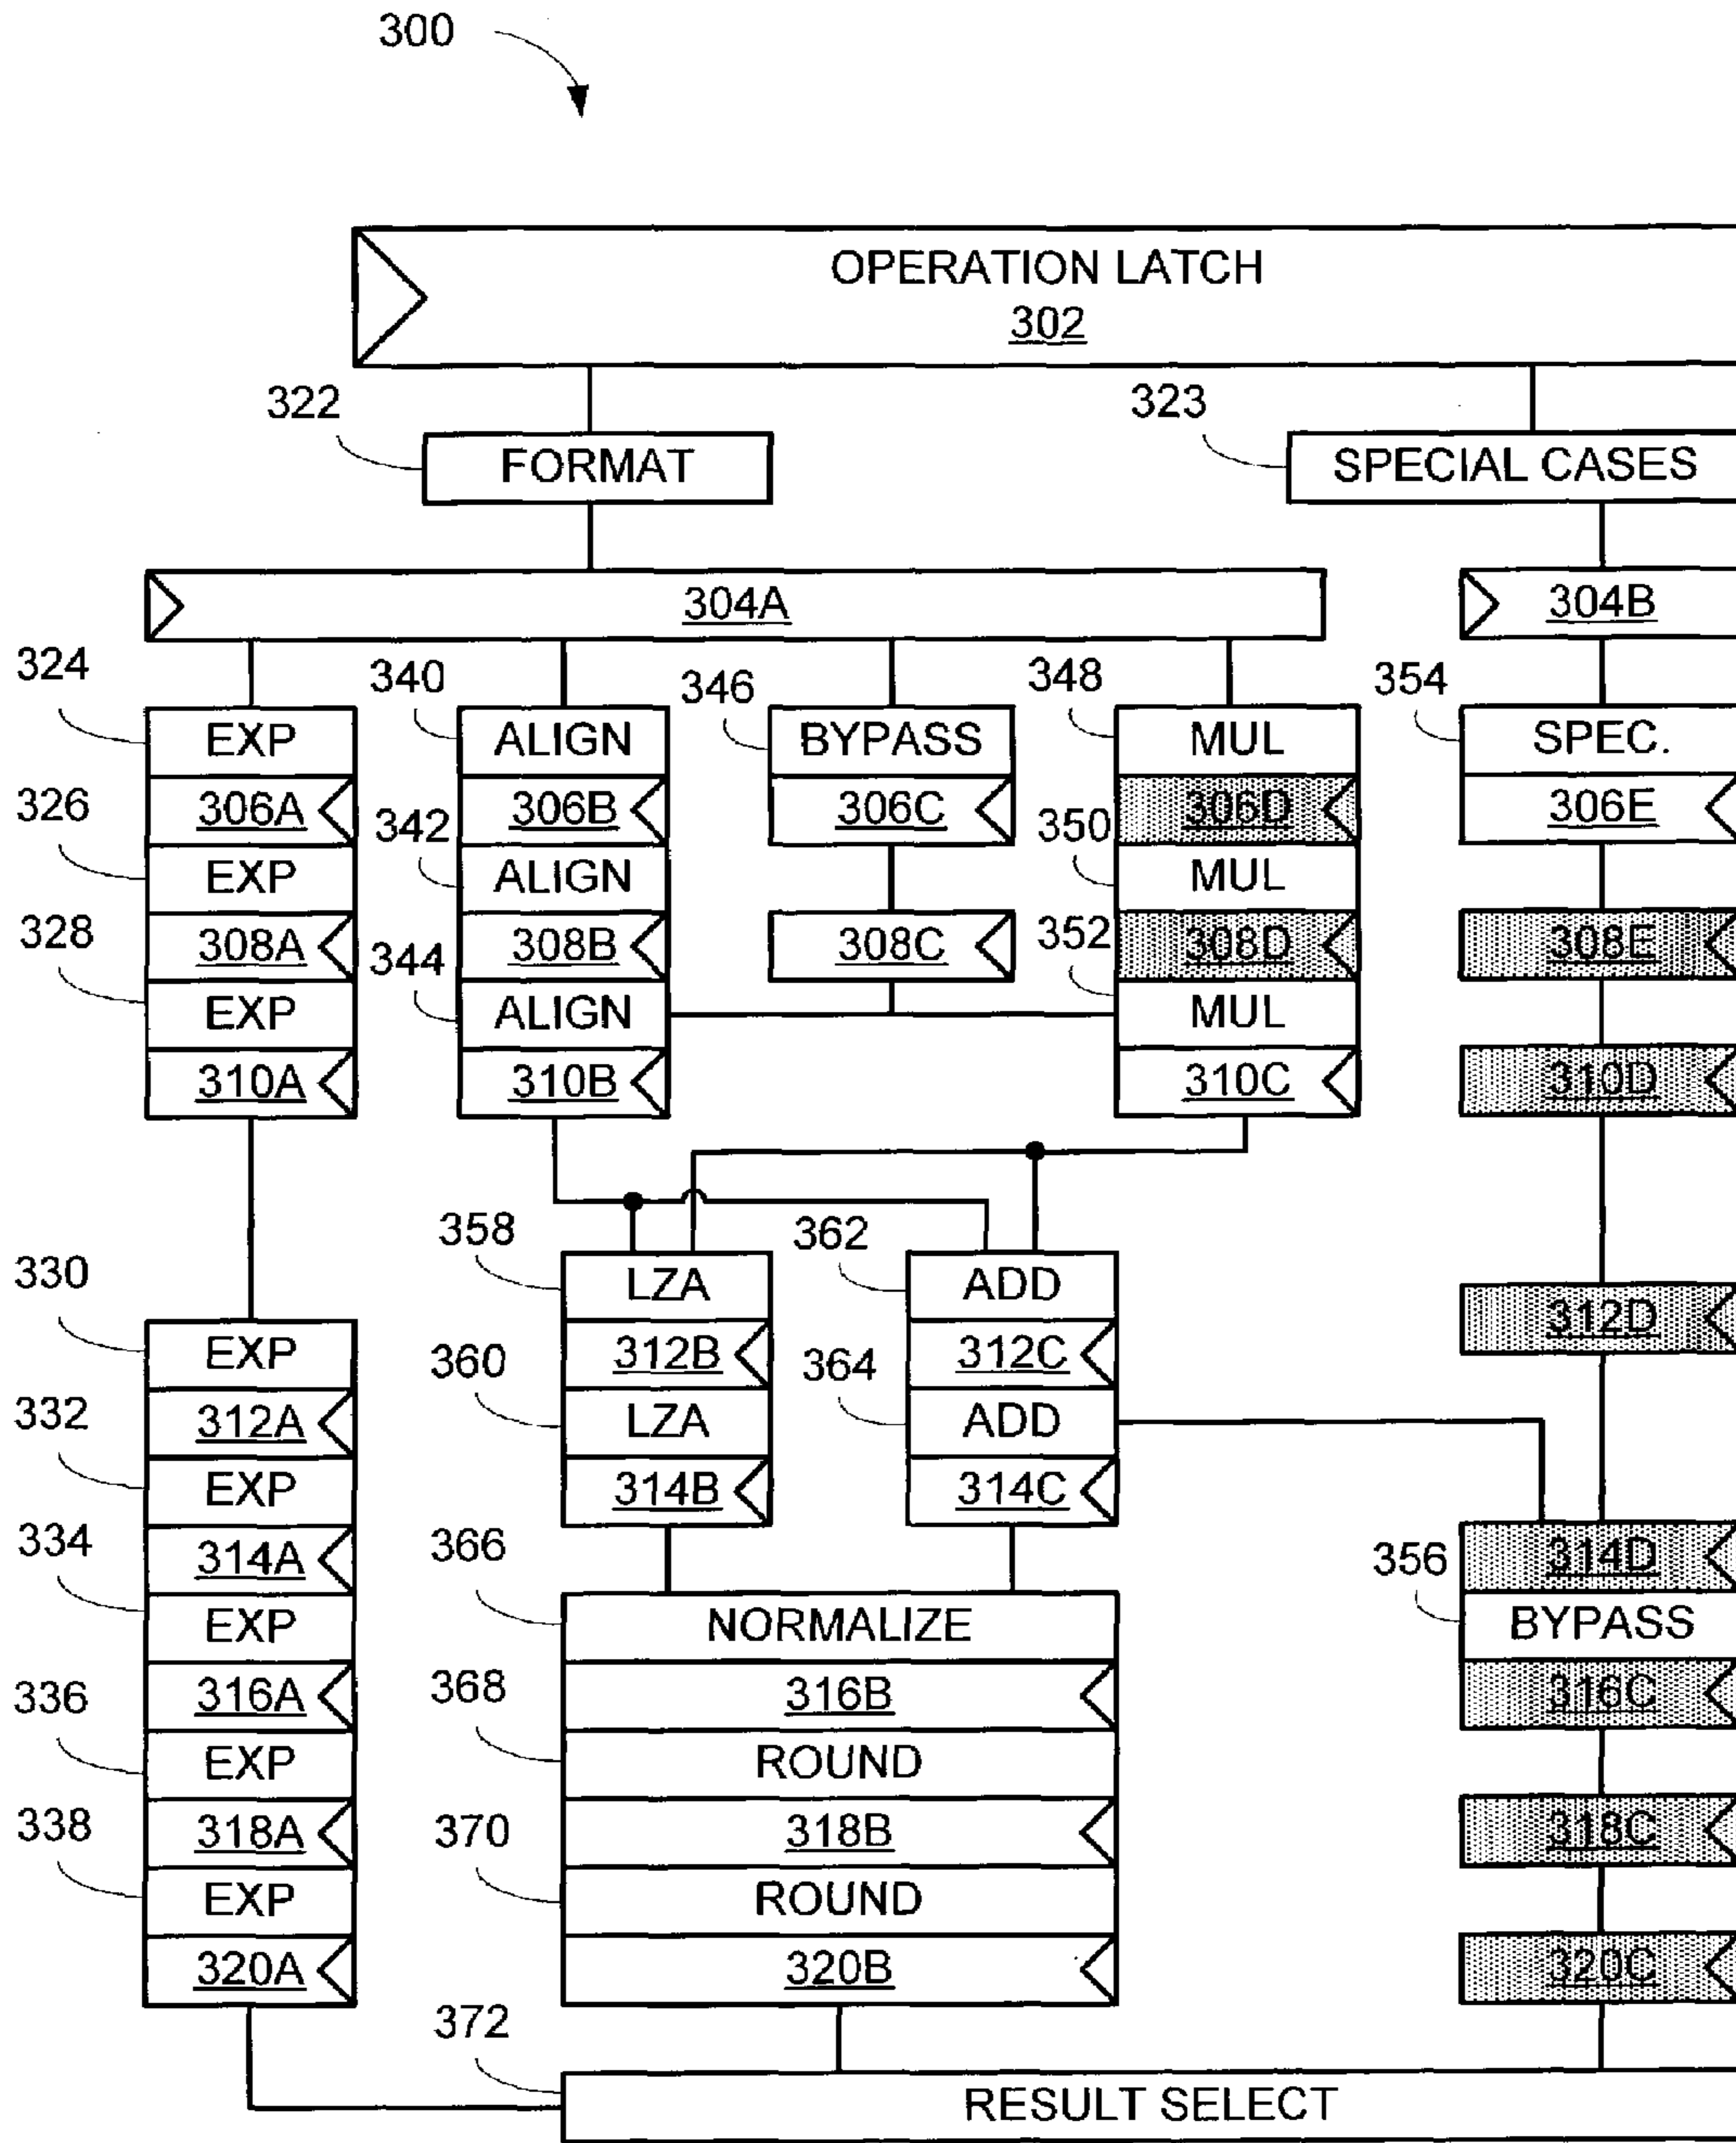 300
OPERATION LATCH
302
322
323
FORMAT
SPECIAL CASES
304A
304B
324
340
346
348
354
EXP
ALIGN
BYPASS
MUL
SPEC.
326
306A
306B
306C
306D
306E
342
350
EXP
ALIGN
MUL
328
308A
308B
308C
308D
308E
344
352
EXP
ALIGN
MUL
310A
310B
310C
310D
358
362
330
LZA
ADD
312D
EXP
312B
312C
360
364
332
312A
LZA
ADD
EXP
314B
314C
334
314A
366
356
314D
EXP
NORMALIZE
BYPASS
336
316A
368
316B
316C
EXP
ROUND
338
318A
370
318B
318C
EXP
ROUND
320A
320B
320C
372
RESULT SELECT